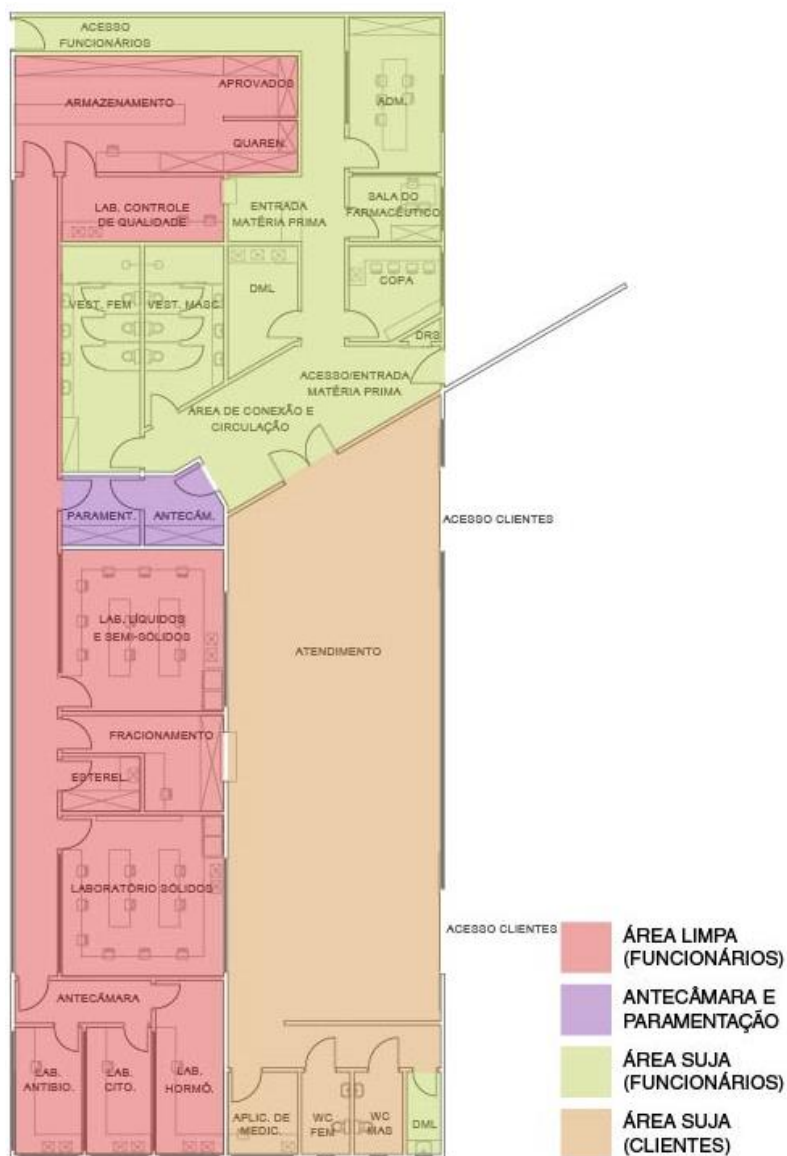 ACESSO
FUNCIONÁRIOS
APROVADOS
ARMAZENAMENTO
ADM.
QUAREN.
LAB. CONTROLE
DE QUALIDADE
ENTRADA
MATÉRIA PRIMA
SALA DO
FARMACÊUTICO
VEST. FEM
VEST. MASC.
DML
COPA
DRS
ACESSO/ENTRADA
MATÉRIA PRIMA
ÁREA DE CONEXÃO E
CIRCULAÇÃO
PARAMENT.
ANTECÂM.
ACESSO CLIENTES
LAB. LÍQUIDOS
E SEMI-SÓLIDOS
ATENDIMENTO
FRACIONAMENTO
ESTEREL.
LABORATÓRIO SÓLIDOS
ACESSO CLIENTES
ANTECÂMARA
LAB.
ANTIBIO.
LAB.
CITO.
LAB.
HORMÔ.
APLIC. DE
MEDIC.
WC
FEM
WC
MAS
DML
ÁREA LIMPA
(FUNCIONÁRIOS)
ANTECÂMARA E
PARAMENTAÇÃO
ÁREA SUJA
(FUNCIONÁRIOS)
ÁREA SUJA
(CLIENTES)